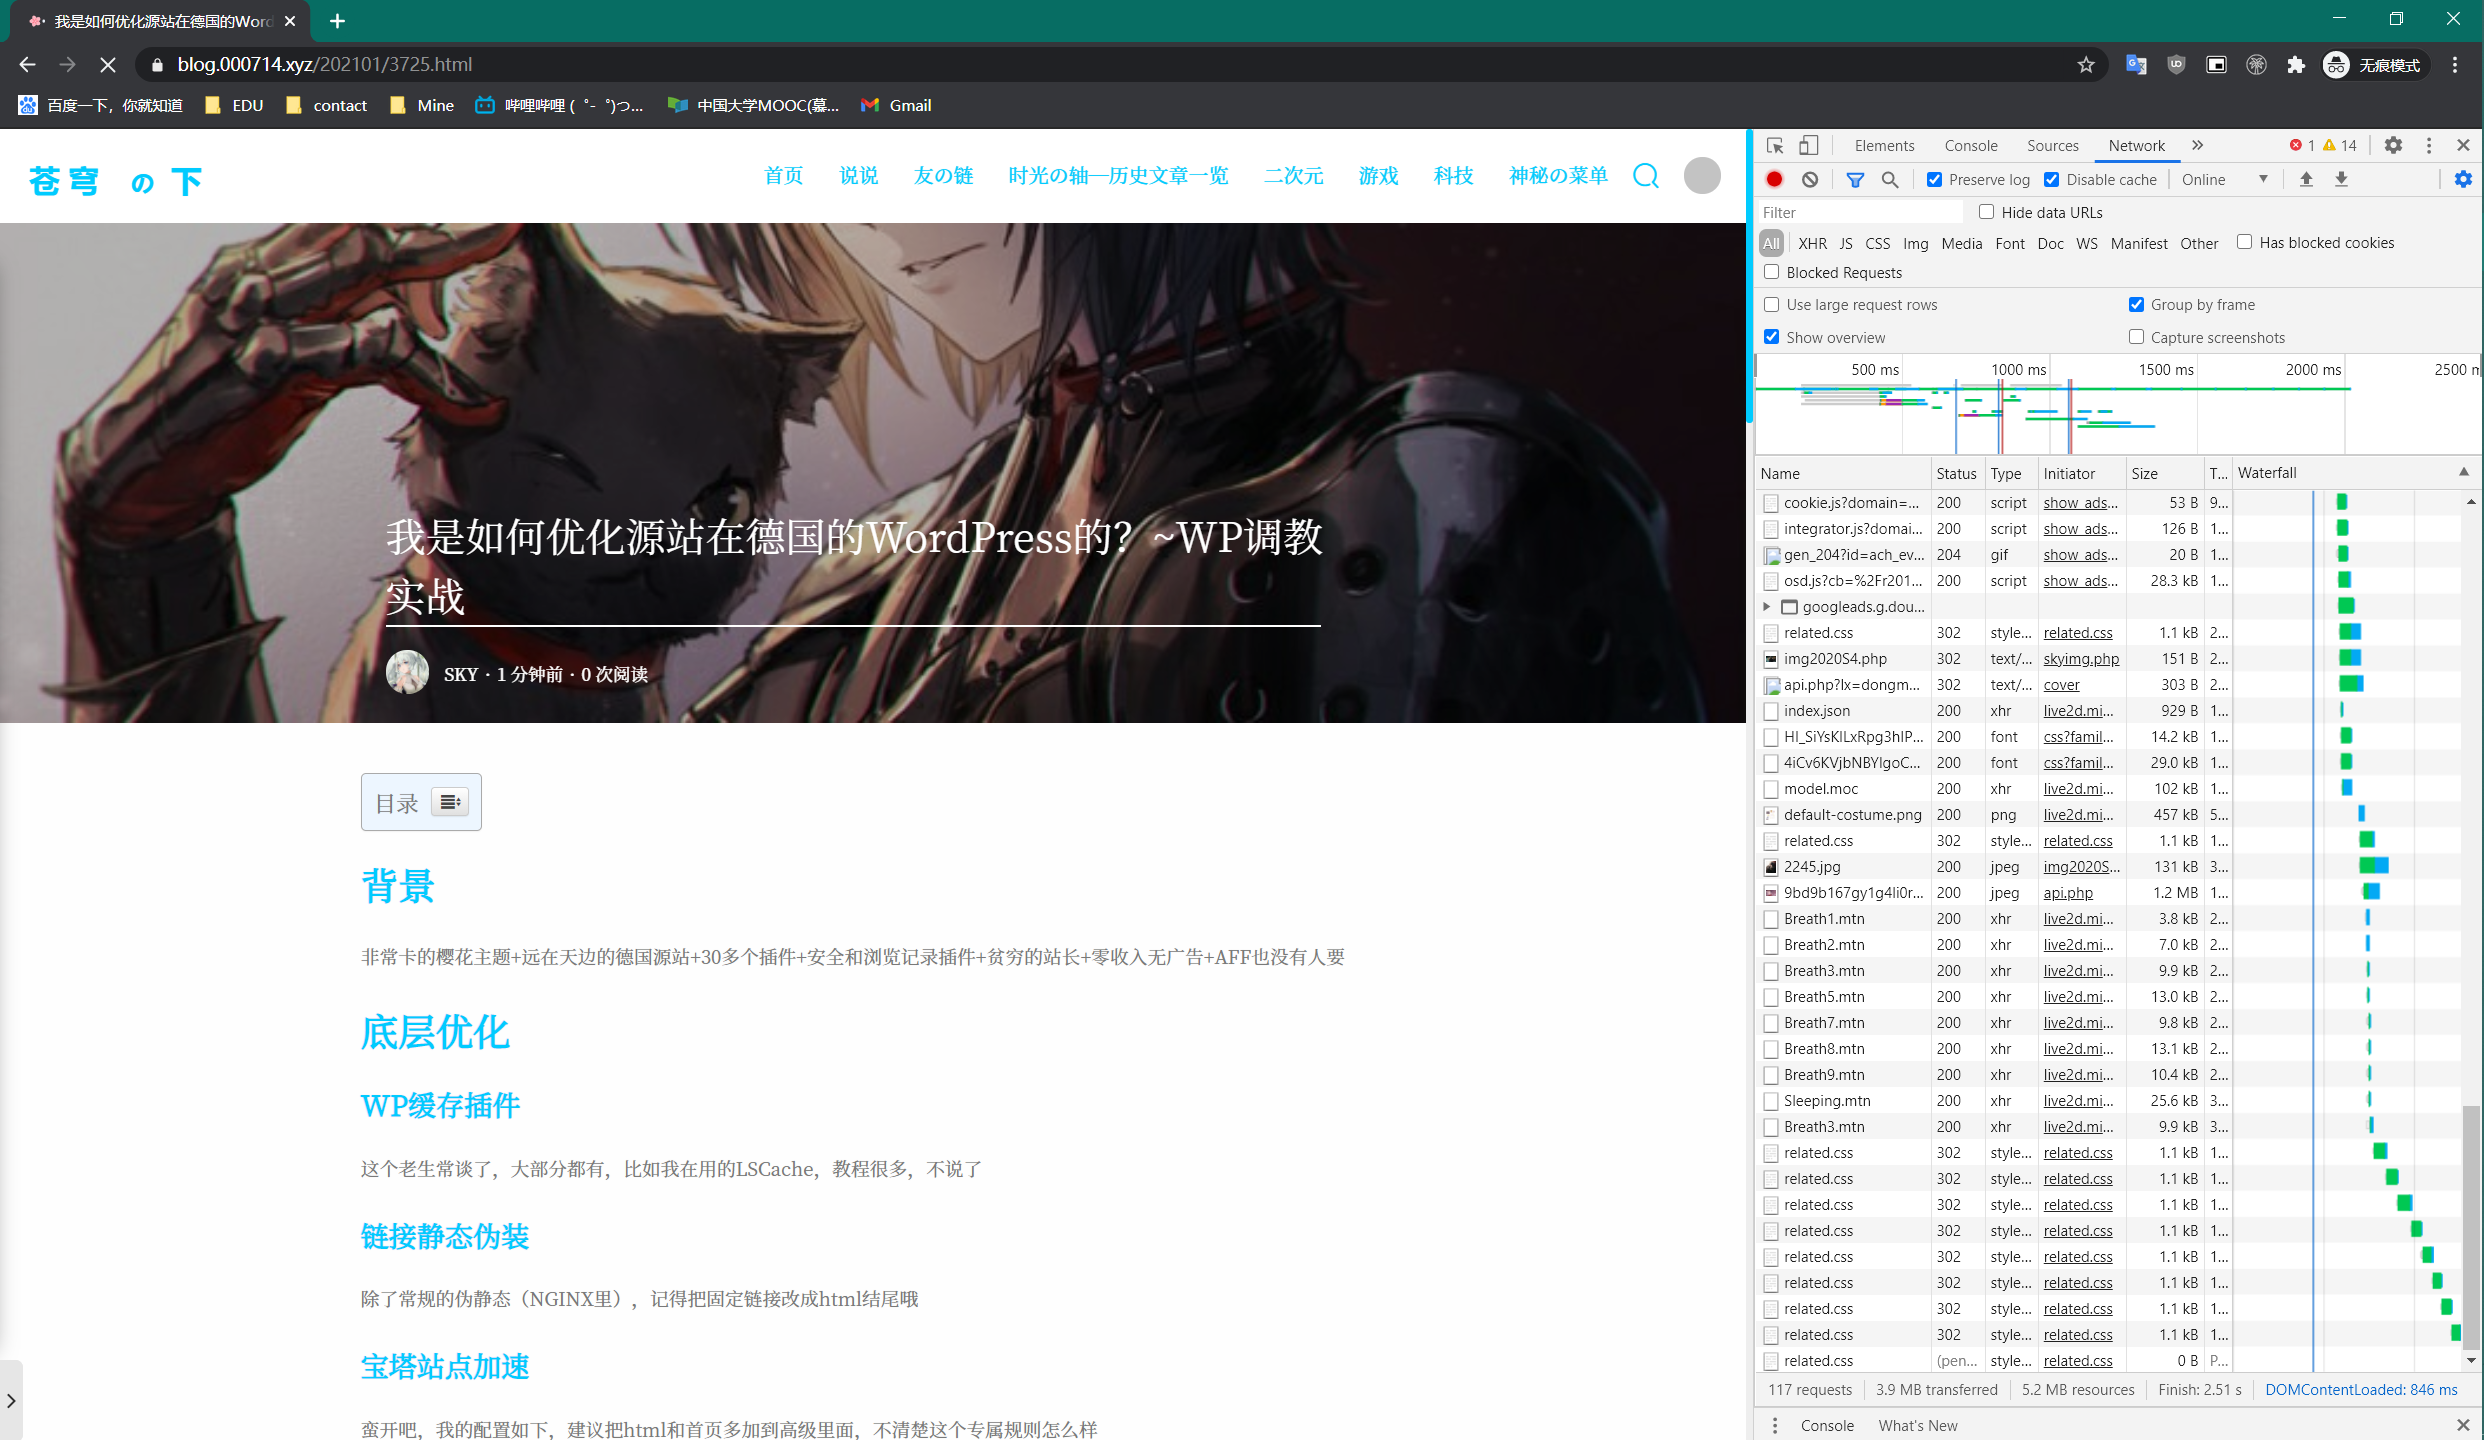 我是如何优化源站在德国的Word
blog.000714.xyz/202101/3725.html
无痕模式
百度一下，你就知道
EDU
contact
Mine
哔哩哔哩 ( ゜- ゜)つ...
中国大学MOOC(慕...
Gmail
苍穹 の 下
首页
说说
友の链
时光の轴—历史文章一览
二次元
游戏
科技
神秘の菜单
我是如何优化源站在德国的WordPress的？~WP调教
实战
SKY · 1 分钟前 · 0 次阅读
目录
背景
非常卡的樱花主题+远在天边的德国源站+30多个插件+安全和浏览记录插件+贫穷的站长+零收入无广告+AFF也没有人要
底层优化
WP缓存插件
这个老生常谈了，大部分都有，比如我在用的LSCache，教程很多，不说了
链接静态伪装
除了常规的伪静态（NGINX里），记得把固定链接改成html结尾哦
宝塔站点加速
蛮开吧，我的配置如下，建议把html和首页多加到高级里面，不清楚这个专属规则怎么样
Elements Console Sources Network » 1 14
Preserve log Disable cache Online
Filter Hide data URLs
All XHR JS CSS Img Media Font Doc WS Manifest Other Has blocked cookies
Blocked Requests
Use large request rows Group by frame
Show overview Capture screenshots
500 ms 1000 ms 1500 ms 2000 ms 2500 m
Name Status Type Initiator Size T... Waterfall
cookie.js?domain=... 200 script show_ads... 53 B 9...
integrator.js?domai... 200 script show_ads... 126 B 1...
gen_204?id=ach_ev... 204 gif show_ads... 20 B 1...
osd.js?cb=%2Fr201... 200 script show_ads... 28.3 kB 1...
googleads.g.dou...
related.css 302 style... related.css 1.1 kB 2...
img2020S4.php 302 text/... skyimg.php 151 B 2...
api.php?lx=dongm... 302 text/... cover 303 B 2...
index.json 200 xhr live2d.mi... 929 B 1...
HI_SiYsKILxRpg3hIP... 200 font css?famil... 14.2 kB 1...
4iCv6KVjbNBYlgoC... 200 font css?famil... 29.0 kB 1...
model.moc 200 xhr live2d.mi... 102 kB 1...
default-costume.png 200 png live2d.mi... 457 kB 5...
related.css 302 style... related.css 1.1 kB 1...
2245.jpg 200 jpeg img2020S... 131 kB 3...
9bd9b167gy1g4li0r... 200 jpeg api.php 1.2 MB 1...
Breath1.mtn 200 xhr live2d.mi... 3.8 kB 2...
Breath2.mtn 200 xhr live2d.mi... 7.0 kB 2...
Breath3.mtn 200 xhr live2d.mi... 9.9 kB 2...
Breath5.mtn 200 xhr live2d.mi... 13.0 kB 2...
Breath7.mtn 200 xhr live2d.mi... 9.8 kB 2...
Breath8.mtn 200 xhr live2d.mi... 13.1 kB 2...
Breath9.mtn 200 xhr live2d.mi... 10.4 kB 2...
Sleeping.mtn 200 xhr live2d.mi... 25.6 kB 3...
Breath3.mtn 200 xhr live2d.mi... 9.9 kB 3...
related.css 302 style... related.css 1.1 kB 1...
related.css 302 style... related.css 1.1 kB 1...
related.css 302 style... related.css 1.1 kB 1...
related.css 302 style... related.css 1.1 kB 1...
related.css 302 style... related.css 1.1 kB 1...
related.css 302 style... related.css 1.1 kB 1...
related.css 302 style... related.css 1.1 kB 1...
related.css 302 style... related.css 1.1 kB 1...
related.css (pen... style... related.css 0 B P...
117 requests 3.9 MB transferred 5.2 MB resources Finish: 2.51 s DOMContentLoaded: 846 ms
Console What's New